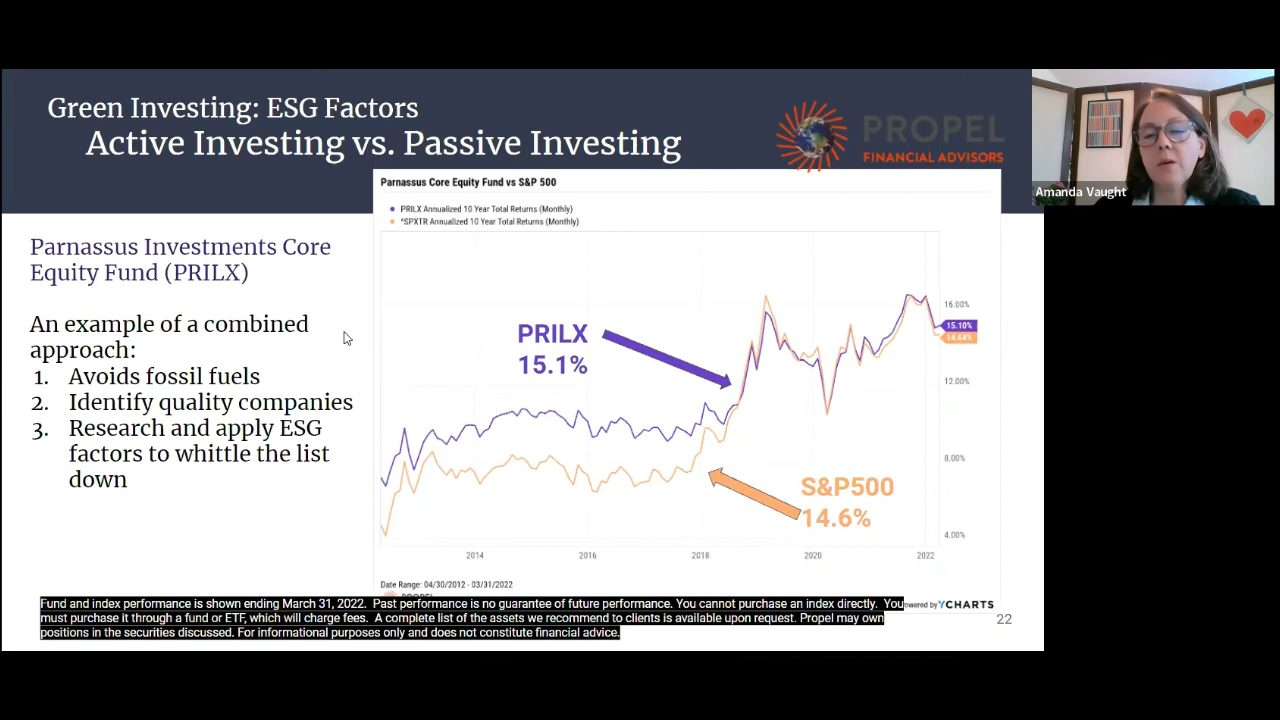 Green Investing: ESG Factors
Active Investing vs. Passive Investing
PROPEL
FINANCIAL ADVISORS
Amanda Vaught
Parnassus Investments Core
Equity Fund (PRILX)
An example of a combined
approach:
1. Avoids fossil fuels
2. Identify quality companies
3. Research and apply ESG
factors to whittle the list
down
Parnassus Core Equity Fund vs S&P 500
PRILX Annualized 10 Year Total Returns (Monthly)
^SPXTR Annualized 10 Year Total Returns (Monthly)
PRILX
15.1%
S&P500
14.6%
16.00%
15.10%
14.64%
12.00%
8.00%
4.00%
2014 2016 2018 2020 2022
Date Range: 04/30/2012 - 03/31/2022
Fund and index performance is shown ending March 31, 2022. Past performance is no guarantee of future performance. You cannot purchase an index directly. You
must purchase it through a fund or ETF, which will charge fees. A complete list of the assets we recommend to clients is available upon request. Propel may own
positions in the securities discussed. For informational purposes only and does not constitute financial advice.
owered by YCHARTS
22